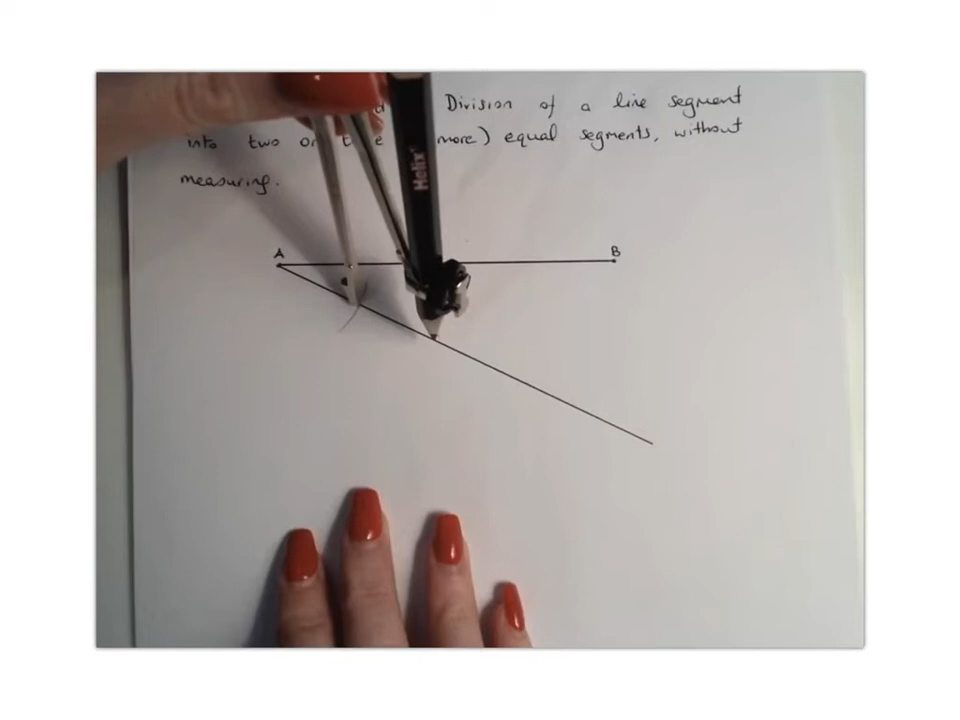 Division of a line segment
into two or more) equal segments, without
measuring.
Helix
A
B